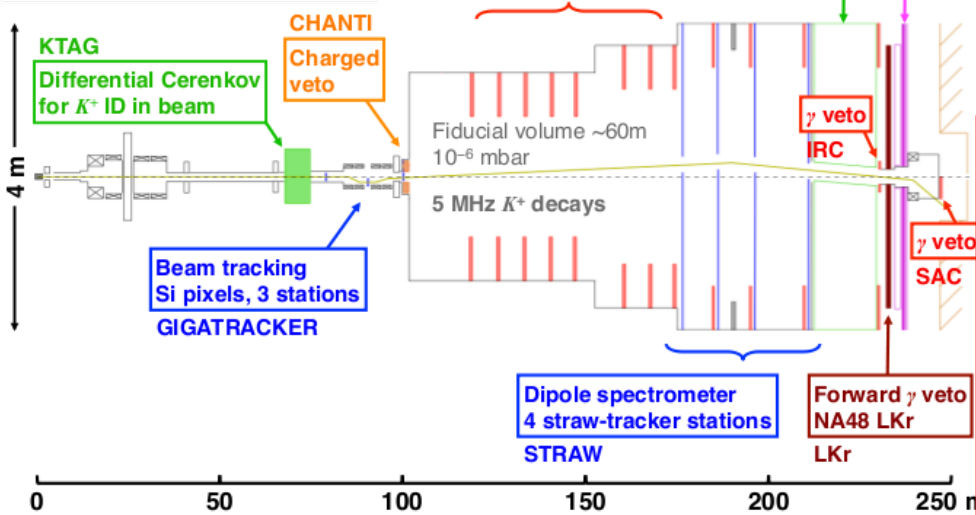 CHANTI
KTAG
Differential Cerenkov
for K⁺ ID in beam
Charged
veto
4 m
Fiducial volume ~60m
10⁻⁶ mbar
5 MHz K⁺ decays
γ veto
IRC
γ veto
SAC
Beam tracking
Si pixels, 3 stations
GIGATRACKER
Dipole spectrometer
4 straw-tracker stations
STRAW
Forward γ veto
NA48 LKr
LKr
0 50 100 150 200 250 m